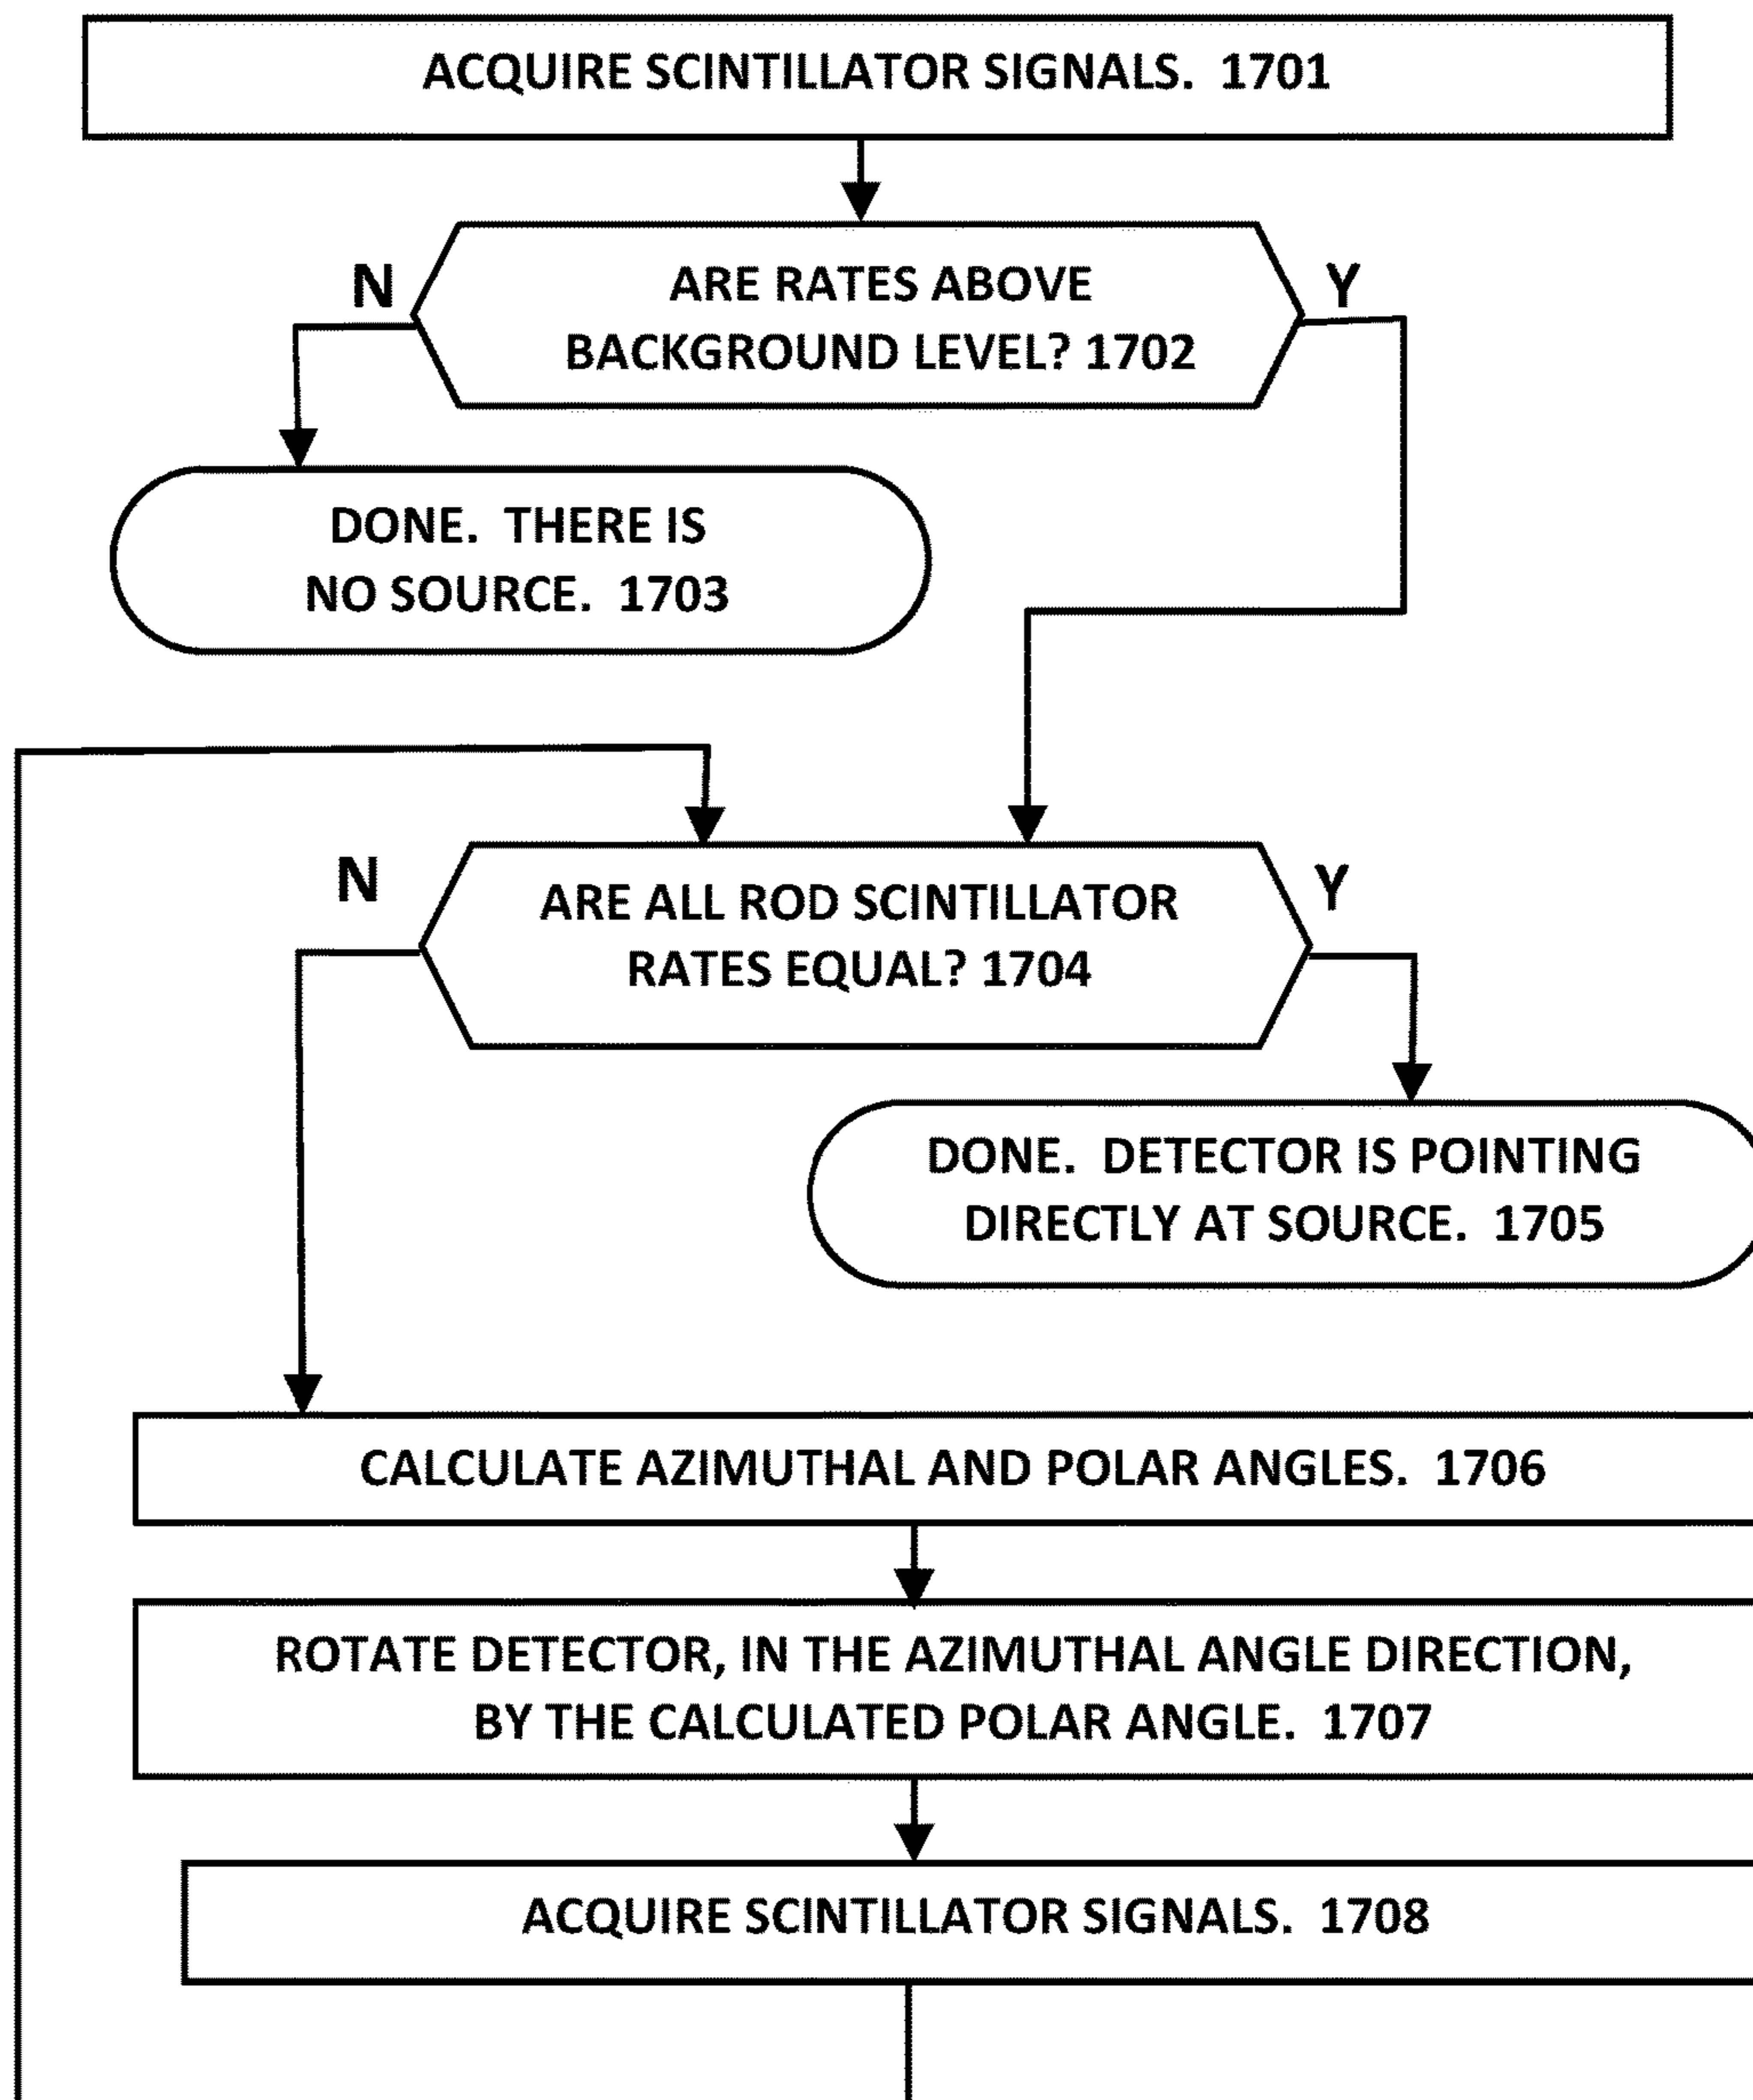 ACQUIRE SCINTILLATOR SIGNALS. 1701
N
Y
ARE RATES ABOVE
BACKGROUND LEVEL? 1702
DONE. THERE IS
NO SOURCE. 1703
N
Y
ARE ALL ROD SCINTILLATOR
RATES EQUAL? 1704
DONE. DETECTOR IS POINTING
DIRECTLY AT SOURCE. 1705
CALCULATE AZIMUTHAL AND POLAR ANGLES. 1706
ROTATE DETECTOR, IN THE AZIMUTHAL ANGLE DIRECTION,
BY THE CALCULATED POLAR ANGLE. 1707
ACQUIRE SCINTILLATOR SIGNALS. 1708